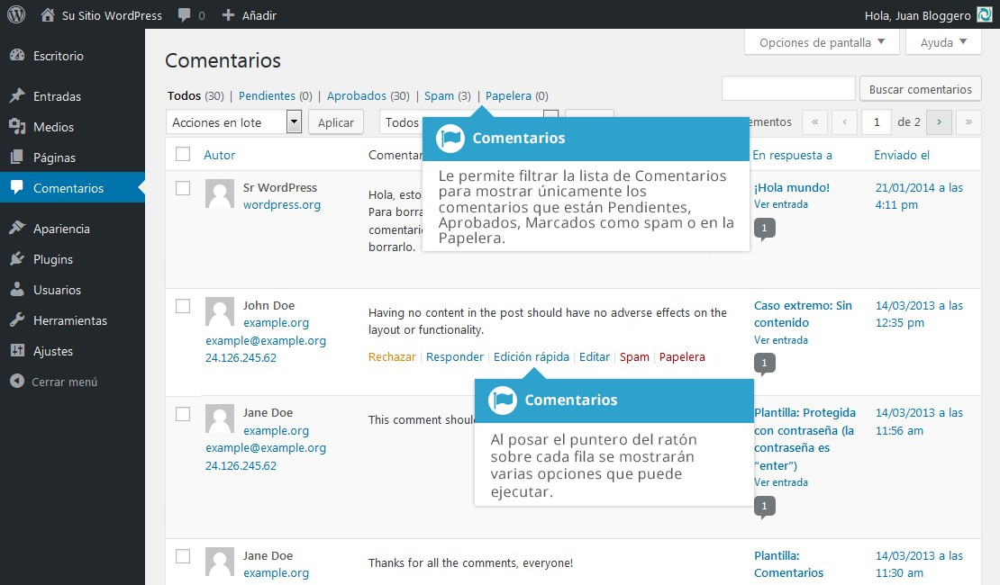 Su Sitio WordPress 0 Añadir Hola, Juan Bloggero
Opciones de pantalla Ayuda
Escritorio
Entradas
Medios
Páginas
Comentarios
Apariencia
Plugins
Usuarios
Herramientas
Ajustes
Cerrar menú
Comentarios
Todos (30) | Pendientes (0) | Aprobados (30) | Spam (3) | Papelera (0)
Buscar comentarios
Acciones en lote Aplicar Todos
« ‹ 1 de 2 › »
Autor
En respuesta a Enviado el
Comentarios
Le permite filtrar la lista de Comentarios
para mostrar únicamente los
comentarios que están Pendientes,
Aprobados, Marcados como spam o en la
Papelera.
Sr WordPress
wordpress.org
Hola,
Para
borrarlo.
¡Hola mundo!
Ver entrada
1
21/01/2014 a las
4:11 pm
John Doe
example.org
example@example.org
24.126.245.62
Having no content in the post should have no adverse effects on the
layout or functionality.
Rechazar | Responder | Edición rápida | Editar | Spam | Papelera
Caso extremo: Sin
contenido
Ver entrada
1
14/03/2013 a las
12:35 pm
Comentarios
Al posar el puntero del ratón
sobre cada fila se mostrarán
varias opciones que puede
ejecutar.
Jane Doe
example.org
example@example.org
24.126.245.62
This comment
Plantilla: Protegida
con contraseña (la
contraseña es
“enter”)
Ver entrada
1
14/03/2013 a las
11:56 am
Jane Doe
example.org
Thanks for all the comments, everyone!
Plantilla:
Comentarios
14/03/2013 a las
11:30 am